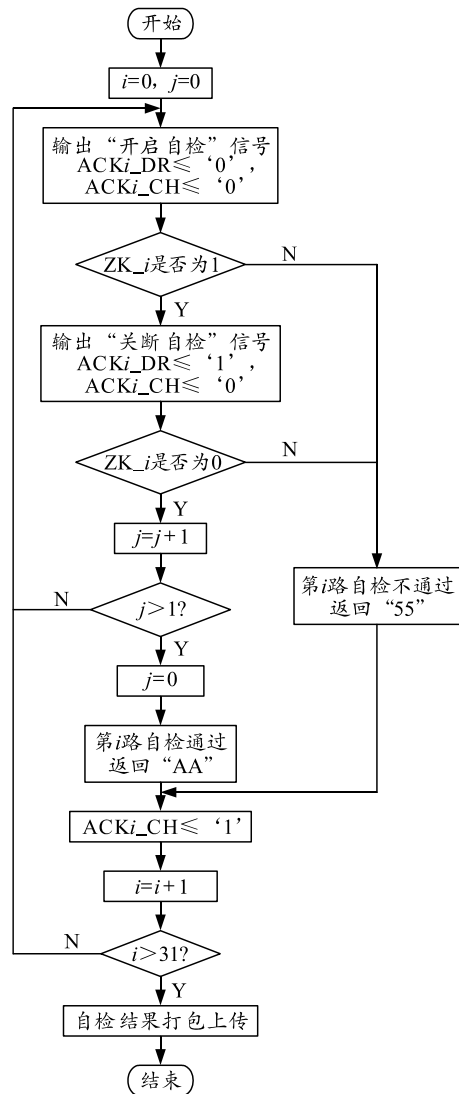 开始
i=0，j=0
输出“开启自检”信号
ACKi_DR≤‘0’，
ACKi_CH≤‘0’
ZK_i是否为1
N
Y
输出“关断自检”信号
ACKi_DR≤‘1’，
ACKi_CH≤‘0’
ZK_i是否为0
N
Y
j=j+1
第i路自检不通过
返回“55”
j＞1?
N
Y
j=0
第i路自检通过
返回“AA”
ACKi_CH≤‘1’
i=i+1
i＞31?
N
Y
自检结果打包上传
结束